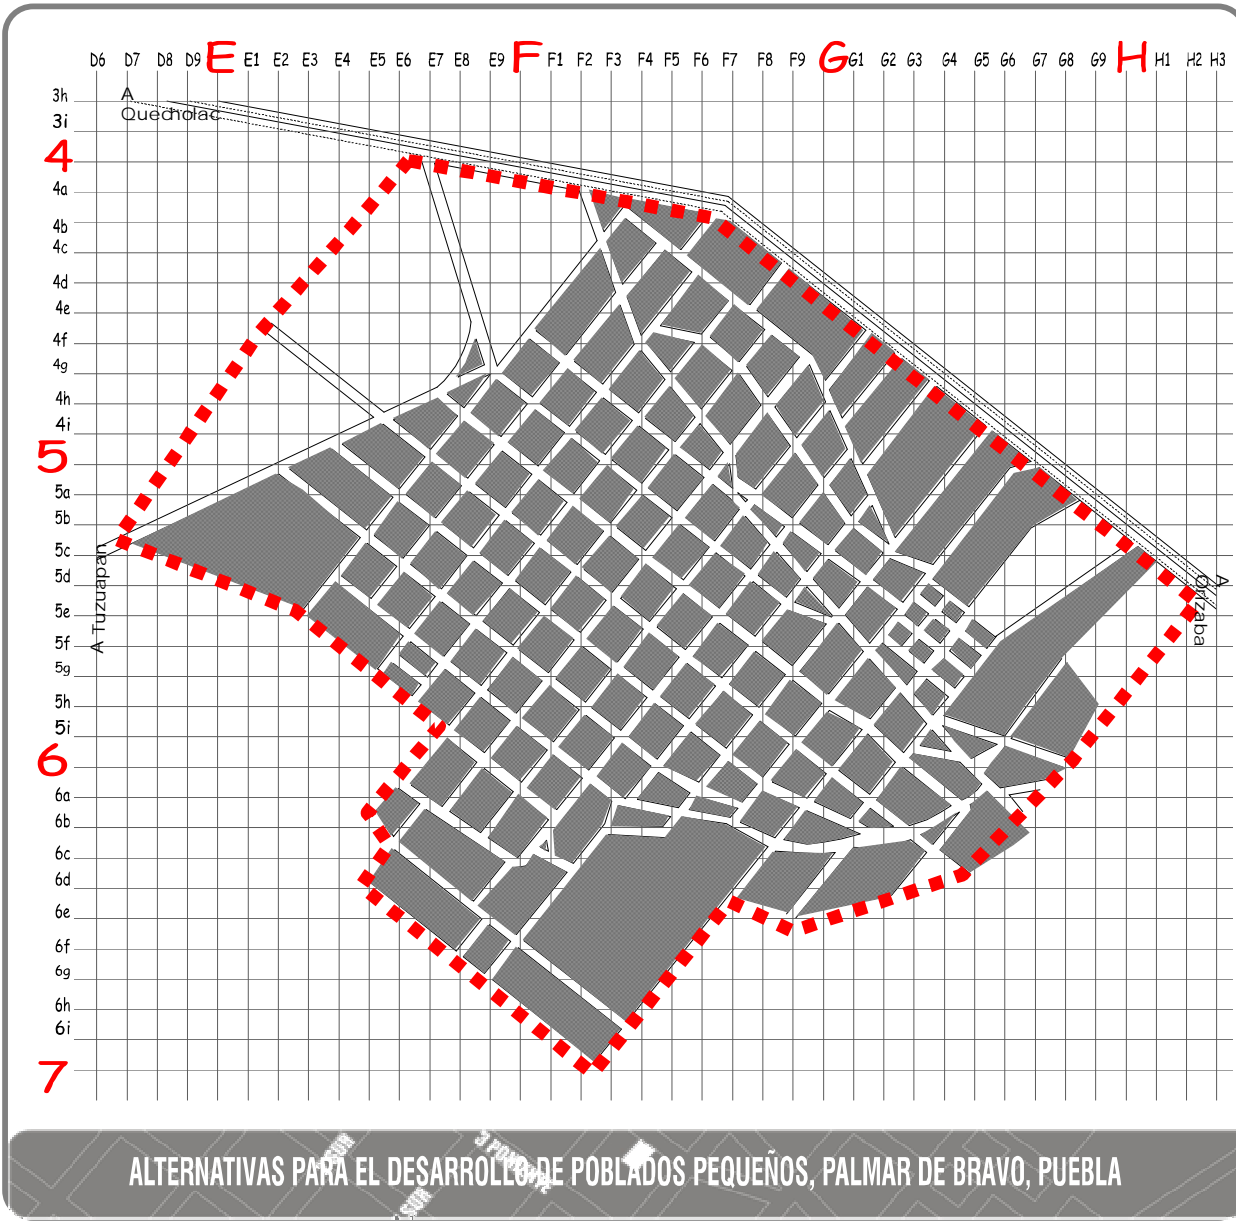 D6 D7 D8 D9 E E1 E2 E3 E4 E5 E6 E7 E8 E9 F F1 F2 F3 F4 F5 F6 F7 F8 F9 G G1 G2 G3 G4 G5 G6 G7 G8 G9 H H1 H2 H3
3h
A
Quecholac
3i
4
4a
4b
4c
4d
4e
4f
4g
4h
4i
5
5a
5b
5c
5d
5e
5f
5g
5h
5i
6
6a
6b
6c
6d
6e
6f
6g
6h
6i
7
A Tuzuapan
A
Orizaba
SUR
3 PONIENTE
SUR
ALTERNATIVAS PARA EL DESARROLLO DE POBLADOS PEQUEÑOS, PALMAR DE BRAVO, PUEBLA